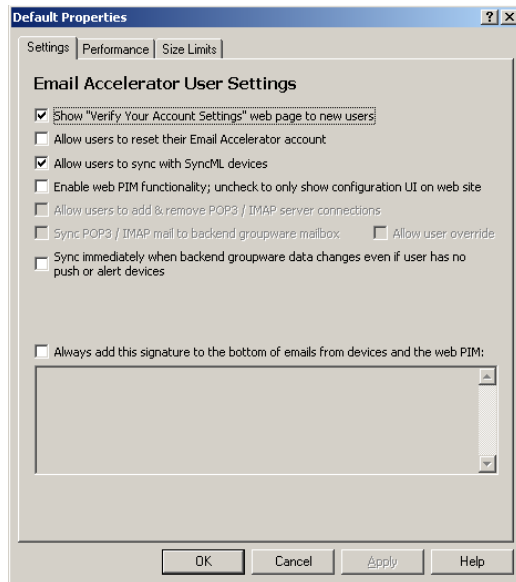 Default Properties
Settings Performance Size Limits
Email Accelerator User Settings
Show "Verify Your Account Settings" web page to new users
Allow users to reset their Email Accelerator account
Allow users to sync with SyncML devices
Enable web PIM functionality; uncheck to only show configuration UI on web site
Allow users to add & remove POP3 / IMAP server connections
Sync POP3 / IMAP mail to backend groupware mailbox Allow user override
Sync immediately when backend groupware data changes even if user has no
push or alert devices
Always add this signature to the bottom of emails from devices and the web PIM:
OK Cancel Apply Help